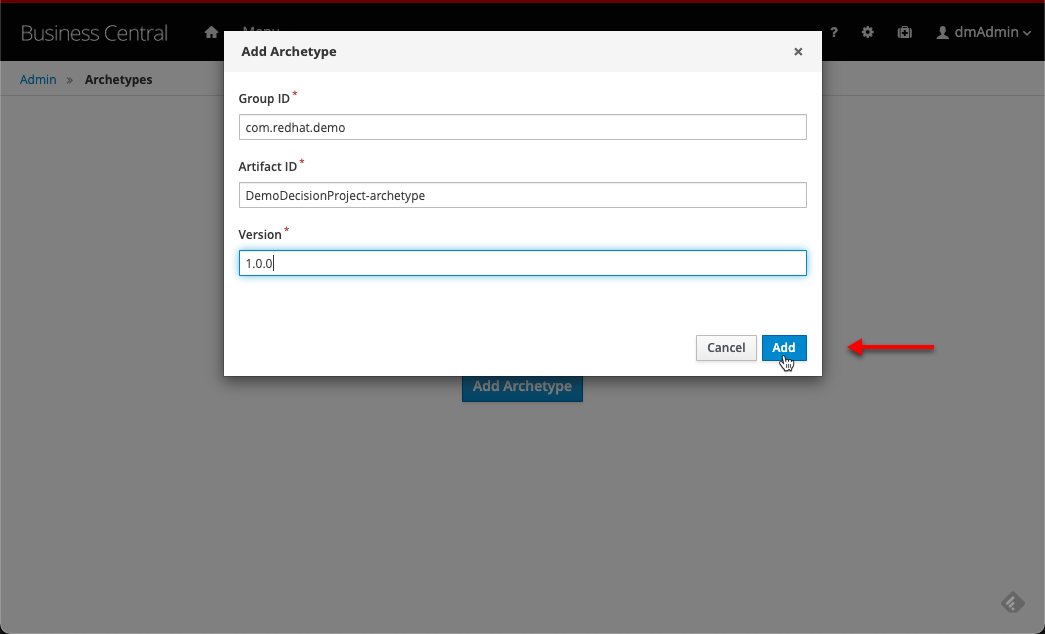 Business Central
Menu
?
dmAdmin
Admin » Archetypes
Add Archetype
×
Group ID *
com.redhat.demo
Artifact ID *
DemoDecisionProject-archetype
Version *
1.0.0
Cancel
Add
Add Archetype